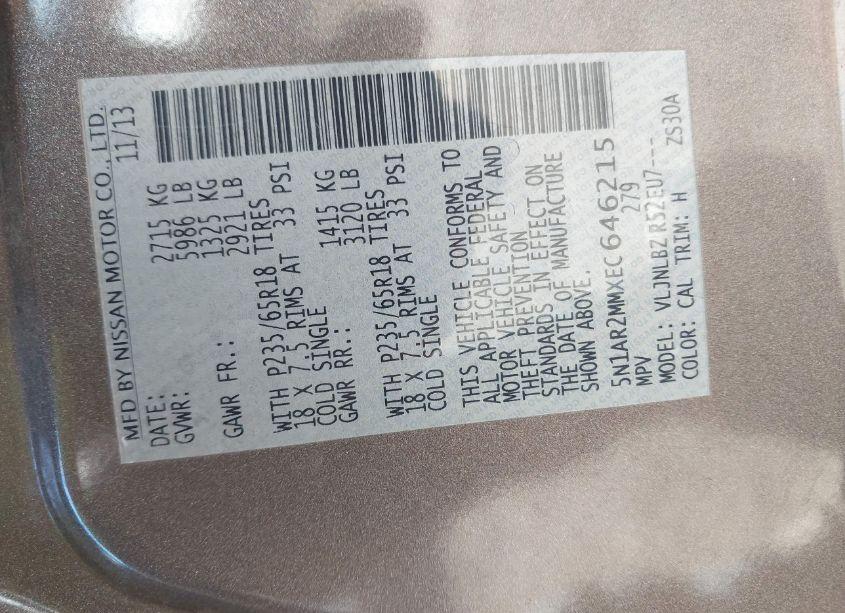 MFD BY NISSAN MOTOR CO., LTD.
DATE: 11/13
GVWR: 2715 KG
5986 LB
GAWR FR.: 1325 KG
2921 LB
WITH P235/65R18 TIRES
18 X 7.5 RIMS AT 33 PSI
COLD SINGLE
GAWR RR.: 1415 KG
3120 LB
WITH P235/65R18 TIRES
18 X 7.5 RIMS AT 33 PSI
COLD SINGLE
THIS VEHICLE CONFORMS TO
ALL APPLICABLE FEDERAL
MOTOR VEHICLE SAFETY AND
THEFT PREVENTION
STANDARDS IN EFFECT ON
THE DATE OF MANUFACTURE
SHOWN ABOVE.
5N1AR2MMXEC646215
MPV 279
MODEL: VLJNLBZ R52EU7---
COLOR: CAL TRIM: H ZS30A